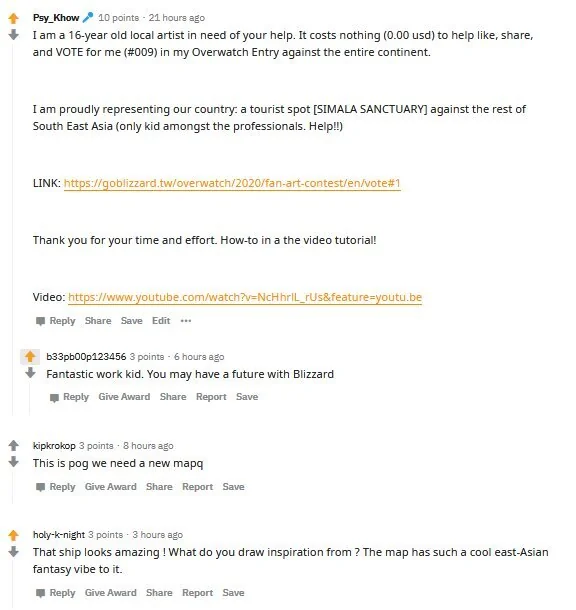 Psy_Khow 10 points · 21 hours ago
I am a 16-year old local artist in need of your help. It costs nothing (0.00 usd) to help like, share,
and VOTE for me (#009) in my Overwatch Entry against the entire continent.
I am proudly representing our country: a tourist spot [SIMALA SANCTUARY] against the rest of
South East Asia (only kid amongst the professionals. Help!!)
LINK: https://goblizzard.tw/overwatch/2020/fan-art-contest/en/vote#1
Thank you for your time and effort. How-to in a the video tutorial!
Video: https://www.youtube.com/watch?v=NcHhrlL_rUs&feature=youtu.be
Reply Share Save Edit •••
b33pb00p123456 3 points · 6 hours ago
Fantastic work kid. You may have a future with Blizzard
Reply Give Award Share Report Save
kipkrokop 3 points · 8 hours ago
This is pog we need a new mapq
Reply Give Award Share Report Save
holy-k-night 3 points · 3 hours ago
That ship looks amazing ! What do you draw inspiration from ? The map has such a cool east-Asian
fantasy vibe to it.
Reply Give Award Share Report Save